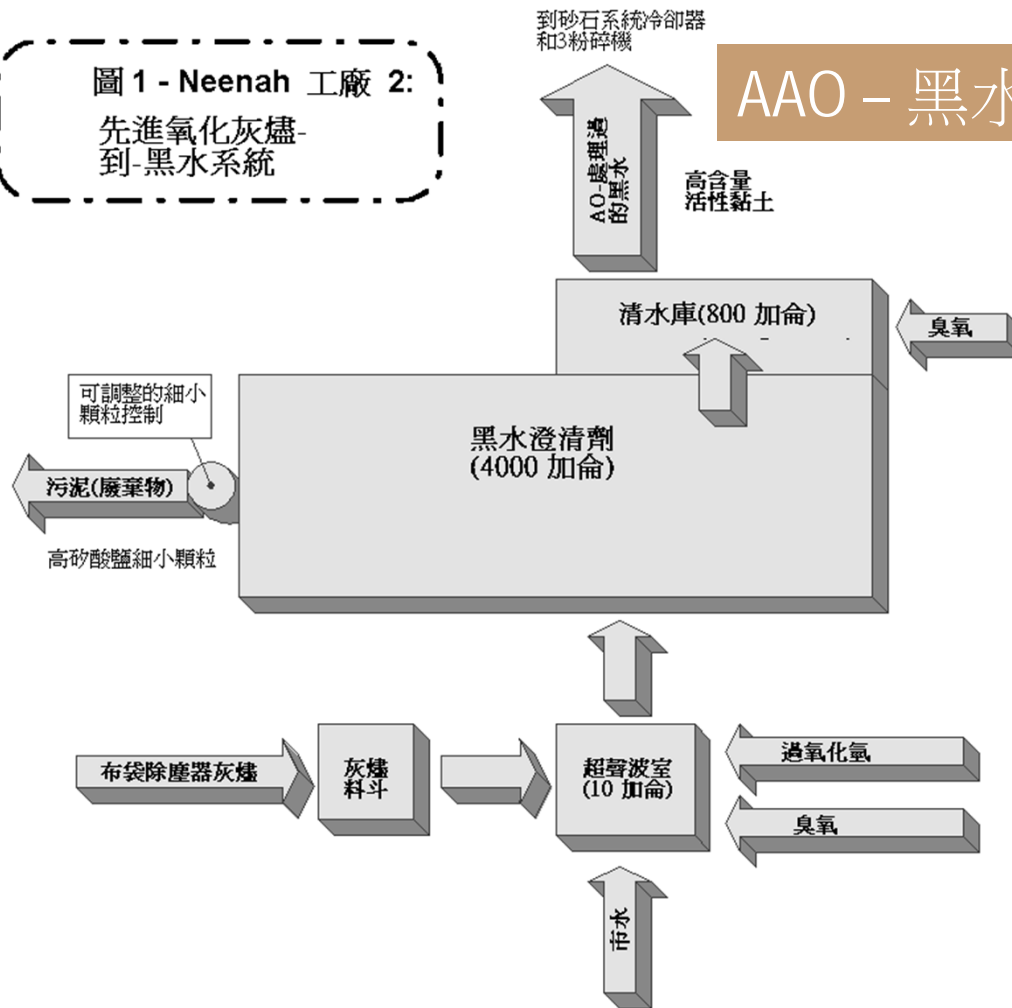 到砂石系統冷卻器
和3粉碎機
圖 1 - Neenah 工廠 2:
先進氧化灰燼-
到-黑水系統
AAO – 黑水
AO-處理過
的黑水
高含量
活性黏土
清水庫(800 加侖)
臭氧
可調整的細小
顆粒控制
黑水澄清劑
(4000 加侖)
污泥(廢棄物)
高矽酸鹽細小顆粒
布袋除塵器灰燼
灰燼
料斗
超聲波室
(10 加侖)
過氧化氫
臭氧
市水